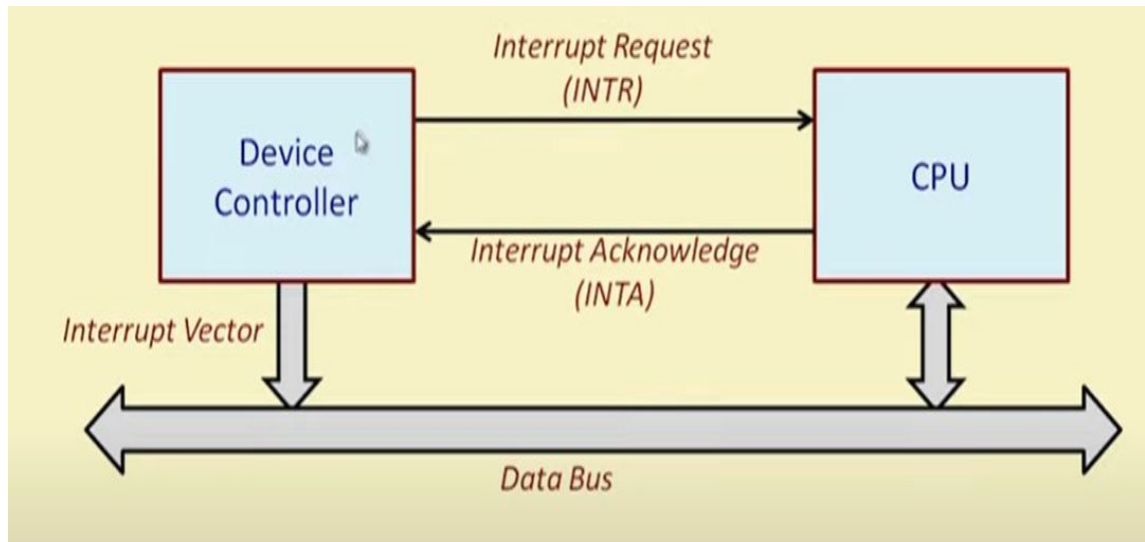 Interrupt Request
(INTR)
Device
Controller
CPU
Interrupt Acknowledge
(INTA)
Interrupt Vector
Data Bus